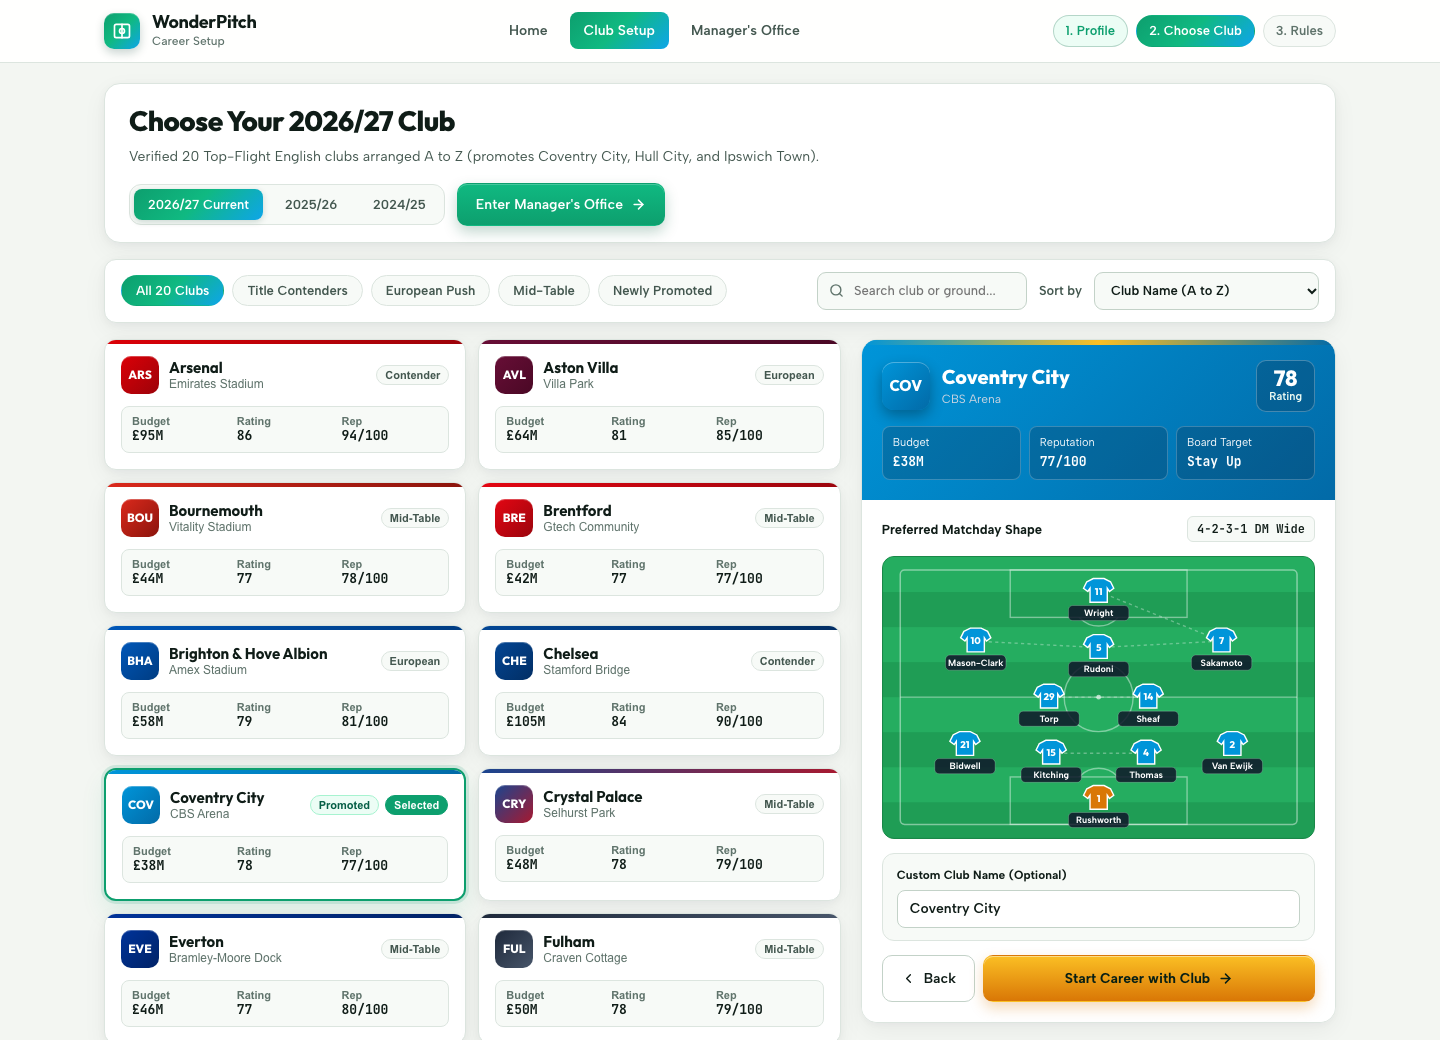 WonderPitch
Career Setup
Home
Club Setup
Manager's Office
1. Profile
2. Choose Club
3. Rules
Choose Your 2026/27 Club
Verified 20 Top-Flight English clubs arranged A to Z (promotes Coventry City, Hull City, and Ipswich Town).
2026/27 Current
2025/26
2024/25
Enter Manager's Office
All 20 Clubs
Title Contenders
European Push
Mid-Table
Newly Promoted
Search club or ground...
Sort by
Club Name (A to Z)
ARS
Arsenal
Emirates Stadium
Contender
Budget Rating Rep
£95M 86 94/100
AVL
Aston Villa
Villa Park
European
Budget Rating Rep
£64M 81 85/100
BOU
Bournemouth
Vitality Stadium
Mid-Table
Budget Rating Rep
£44M 77 78/100
BRE
Brentford
Gtech Community
Mid-Table
Budget Rating Rep
£42M 77 77/100
BHA
Brighton & Hove Albion
Amex Stadium
European
Budget Rating Rep
£58M 79 81/100
CHE
Chelsea
Stamford Bridge
Contender
Budget Rating Rep
£105M 84 90/100
COV
Coventry City
CBS Arena
Promoted
Selected
Budget Rating Rep
£38M 78 77/100
CRY
Crystal Palace
Selhurst Park
Mid-Table
Budget Rating Rep
£48M 78 79/100
EVE
Everton
Bramley-Moore Dock
Mid-Table
Budget Rating Rep
£46M 77 80/100
FUL
Fulham
Craven Cottage
Mid-Table
Budget Rating Rep
£50M 78 79/100
COV
Coventry City
CBS Arena
78
Rating
Budget
£38M
Reputation
77/100
Board Target
Stay Up
Preferred Matchday Shape
4-2-3-1 DM Wide
11
Wright
10
Mason-Clark
5
Rudoni
7
Sakamoto
29
Torp
14
Sheaf
21
Bidwell
15
Kitching
4
Thomas
2
Van Ewijk
1
Rushworth
Custom Club Name (Optional)
Coventry City
Back
Start Career with Club